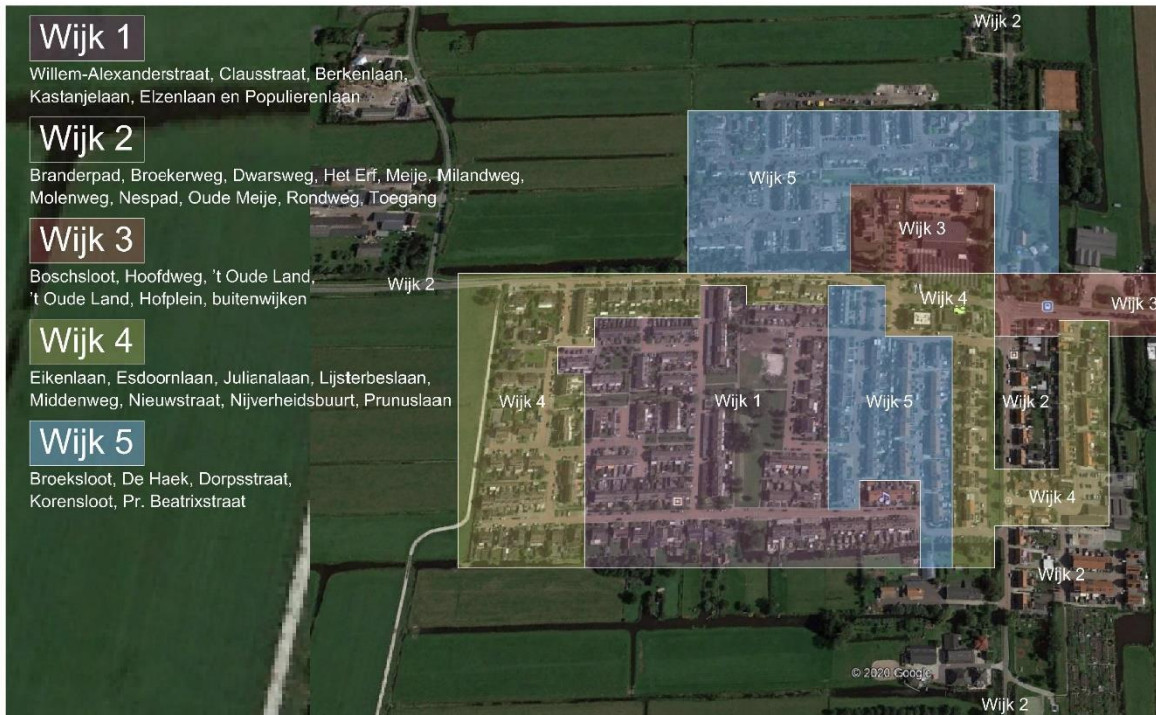 Wijk 1
Willem-Alexanderstraat, Clausstraat, Berkenlaan,
Kastanjelaan, Elzenlaan en Populierenlaan
Wijk 2
Branderpad, Broekerweg, Dwarsweg, Het Erf, Meije, Milandweg,
Molenweg, Nespad, Oude Meije, Rondweg, Toegang
Wijk 3
Boschsloot, Hoofdweg, 't Oude Land,
't Oude Land, Hofplein, buitenwijken
Wijk 4
Eikenlaan, Esdoornlaan, Julianalaan, Lijsterbeslaan,
Middenweg, Nieuwstraat, Nijverheidsbuurt, Prunuslaan
Wijk 5
Broeksloot, De Haek, Dorpsstraat,
Korensloot, Pr. Beatrixstraat
Wijk 2
Wijk 5
Wijk 3
Wijk 2
Wijk 4
Wijk 3
Wijk 4
Wijk 1
Wijk 5
Wijk 2
Wijk 4
Wijk 2
© 2020 Google
Wijk 2